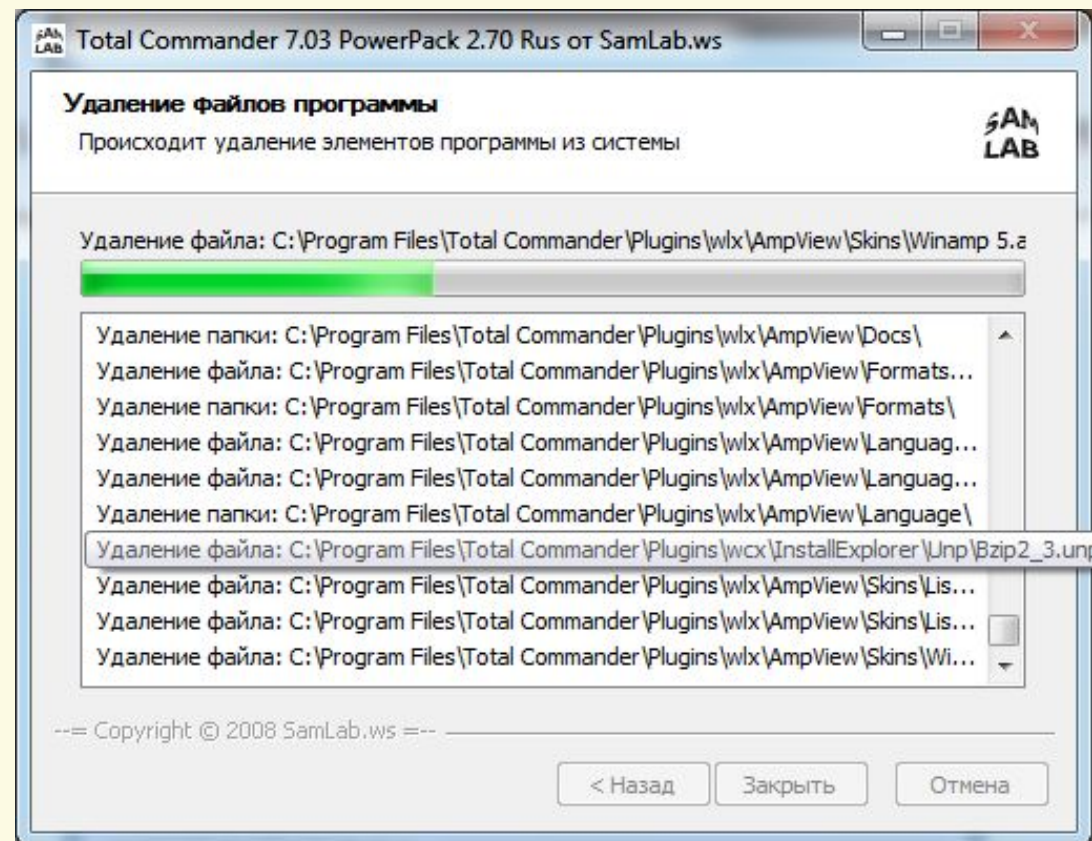 SAM LAB Total Commander 7.03 PowerPack 2.70 Rus от SamLab.ws
Удаление файлов программы
Происходит удаление элементов программы из системы
SAM
LAB
Удаление файла: C:\Program Files\Total Commander\Plugins\wlx\AmpView\Skins\Winamp 5.a
Удаление папки: C:\Program Files\Total Commander\Plugins\wlx\AmpView\Docs\
Удаление файла: C:\Program Files\Total Commander\Plugins\wlx\AmpView\Formats...
Удаление папки: C:\Program Files\Total Commander\Plugins\wlx\AmpView\Formats\
Удаление файла: C:\Program Files\Total Commander\Plugins\wlx\AmpView\Languag...
Удаление файла: C:\Program Files\Total Commander\Plugins\wlx\AmpView\Languag...
Удаление папки: C:\Program Files\Total Commander\Plugins\wlx\AmpView\Language\
Удаление файла: C:\Program Files\Total Commander\Plugins\wcx\InstallExplorer\Unp\Bzip2_3.unp
Удаление файла: C:\Program Files\Total Commander\Plugins\wlx\AmpView\Skins\Lis...
Удаление файла: C:\Program Files\Total Commander\Plugins\wlx\AmpView\Skins\Lis...
Удаление файла: C:\Program Files\Total Commander\Plugins\wlx\AmpView\Skins\Wi...
--= Copyright © 2008 SamLab.ws =--
< Назад Закрыть Отмена